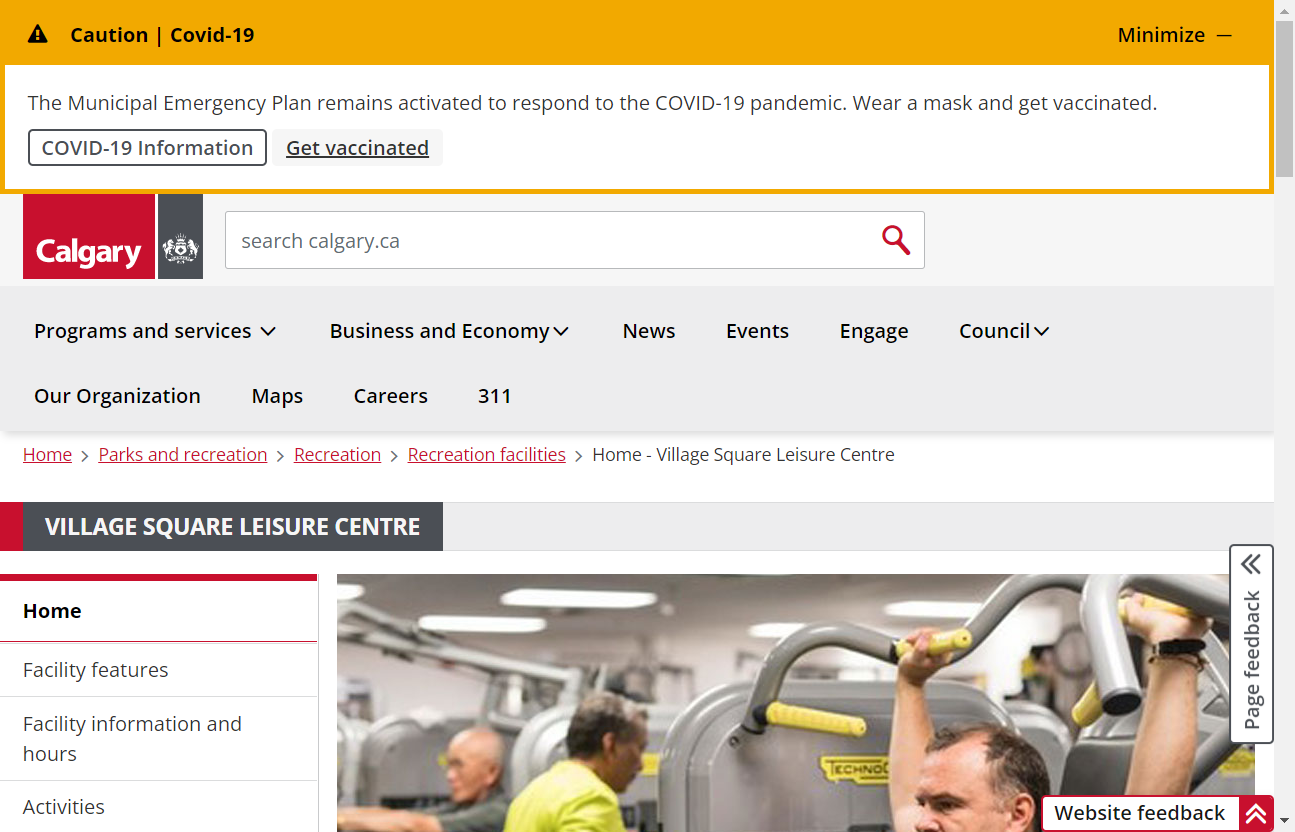 Caution | Covid-19
Minimize
The Municipal Emergency Plan remains activated to respond to the COVID-19 pandemic. Wear a mask and get vaccinated.
COVID-19 Information
Get vaccinated
Calgary
search calgary.ca
Programs and services
Business and Economy
News
Events
Engage
Council
Our Organization
Maps
Careers
311
Home > Parks and recreation > Recreation > Recreation facilities > Home - Village Square Leisure Centre
VILLAGE SQUARE LEISURE CENTRE
Home
Facility features
Facility information and
hours
Activities
Page feedback
Website feedback